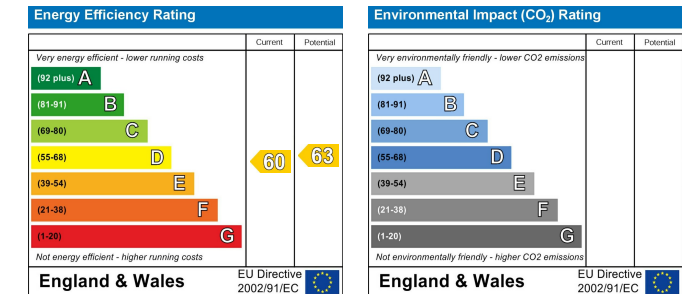 Energy Efficiency Rating
Current Potential
Very energy efficient - lower running costs
(92 plus) A
(81-91) B
(69-80) C
(55-68) D
(39-54) E
(21-38) F
(1-20) G
60 63
Not energy efficient - higher running costs
England & Wales
EU Directive
2002/91/EC
Environmental Impact (CO₂) Rating
Current Potential
Very environmentally friendly - lower CO2 emissions
(92 plus) A
(81-91) B
(69-80) C
(55-68) D
(39-54) E
(21-38) F
(1-20) G
Not environmentally friendly - higher CO2 emissions
England & Wales
EU Directive
2002/91/EC